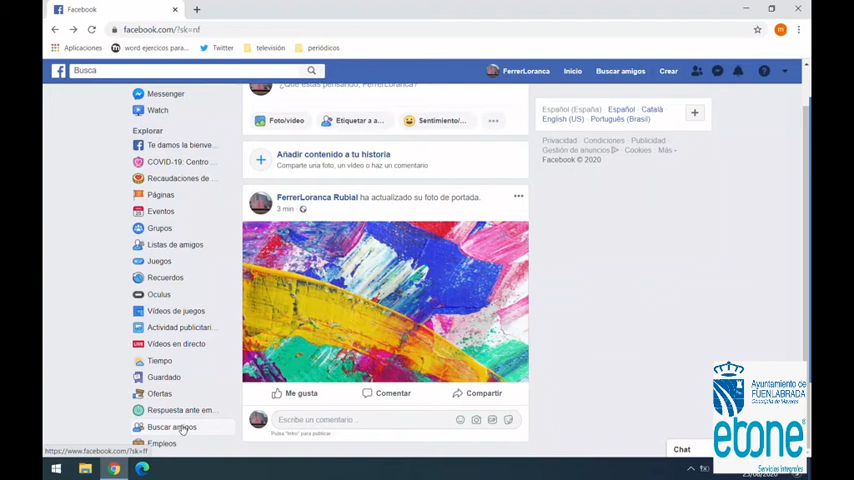 Facebook
facebook.com/?sk=nf
Aplicaciones
word ejercicos para...
Twitter
televisión
periódicos
Busca
FerrerLoranca
Inicio
Buscar amigos
Crear
Messenger
Watch
Explorar
Te damos la bienve...
COVID-19: Centro ...
Recaudaciones de ...
Páginas
Eventos
Grupos
Listas de amigos
Juegos
Recuerdos
Oculus
Vídeos de juegos
Actividad publicitari...
Vídeos en directo
Tiempo
Guardado
Ofertas
Respuesta ante em...
Buscar amigos
Empleos
https://www.facebook.com/?sk=ff
¿Qué estás pensando, FerrerLoranca?
Foto/vídeo
Etiquetar a a...
Sentimiento/...
Añadir contenido a tu historia
Comparte una foto, un vídeo o haz un comentario
FerrerLoranca Rubial ha actualizado su foto de portada.
3 min ·
Me gusta
Comentar
Compartir
Escribe un comentario...
Pulsa "Intro" para publicar.
Español (España) · Español · Català
English (US) · Português (Brasil)
Privacidad · Condiciones · Publicidad ·
Gestión de anuncios · Cookies · Más
Facebook © 2020
Chat
Ayuntamiento de
FUENLABRADA
etoone
Servicios Integrales